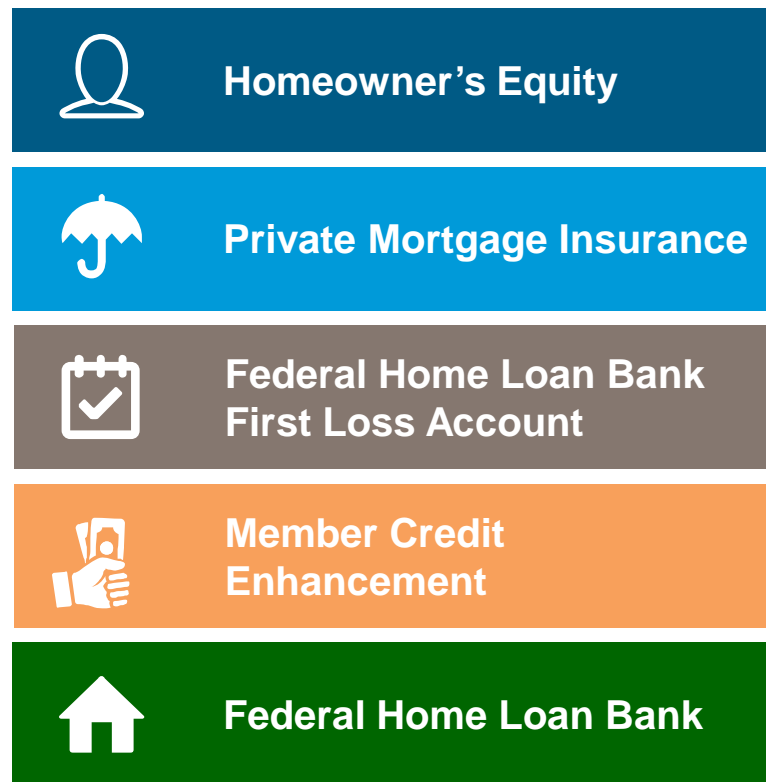 Homeowner’s Equity
Private Mortgage Insurance
Federal Home Loan Bank
First Loss Account
Member Credit
Enhancement
Federal Home Loan Bank